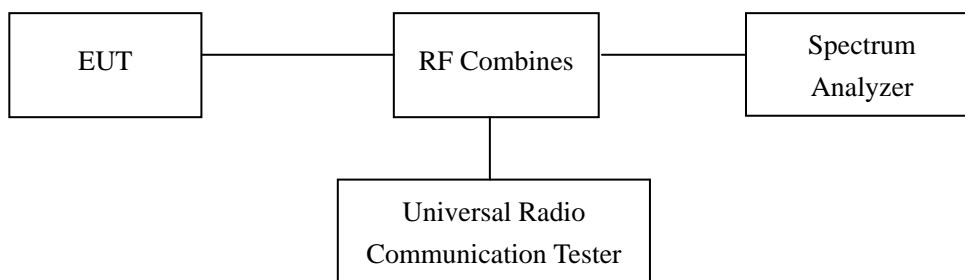 EUT
RF Combines
Spectrum
Analyzer
Universal Radio
Communication Tester